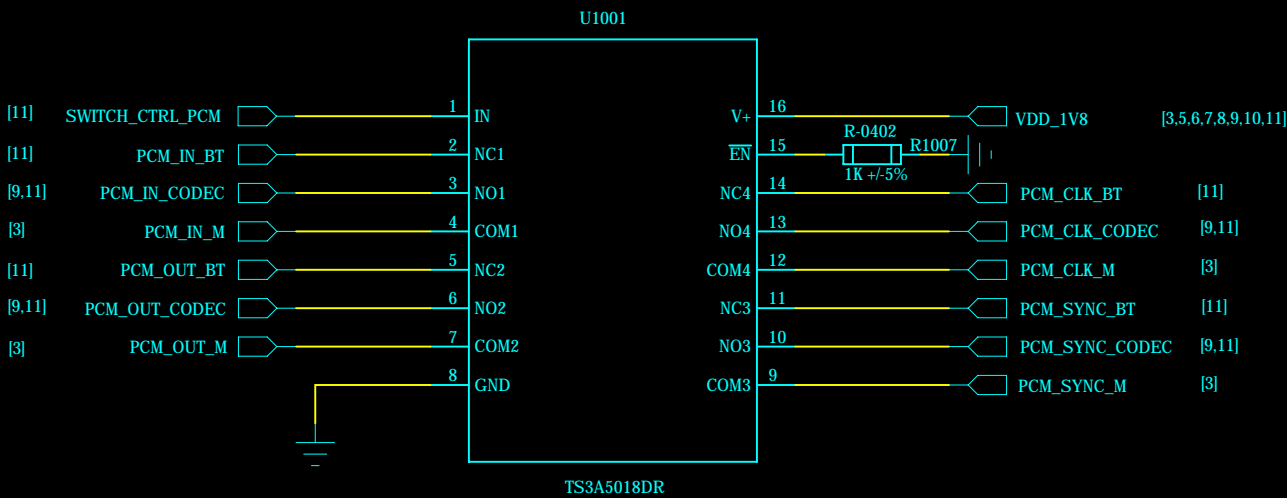 U1001
[11] SWITCH_CTRL_PCM 1 IN V+ 16 VDD_1V8 [3,5,6,7,8,9,10,11]
R-0402
[11] PCM_IN_BT 2 NC1 EN 15 R1007
1K +/-5%
[9,11] PCM_IN_CODEC 3 NO1 NC4 14 PCM_CLK_BT [11]
[3] PCM_IN_M 4 COM1 NO4 13 PCM_CLK_CODEC [9,11]
[11] PCM_OUT_BT 5 NC2 COM4 12 PCM_CLK_M [3]
[9,11] PCM_OUT_CODEC 6 NO2 NC3 11 PCM_SYNC_BT [11]
[3] PCM_OUT_M 7 COM2 NO3 10 PCM_SYNC_CODEC [9,11]
8 GND COM3 9 PCM_SYNC_M [3]
TS3A5018DR